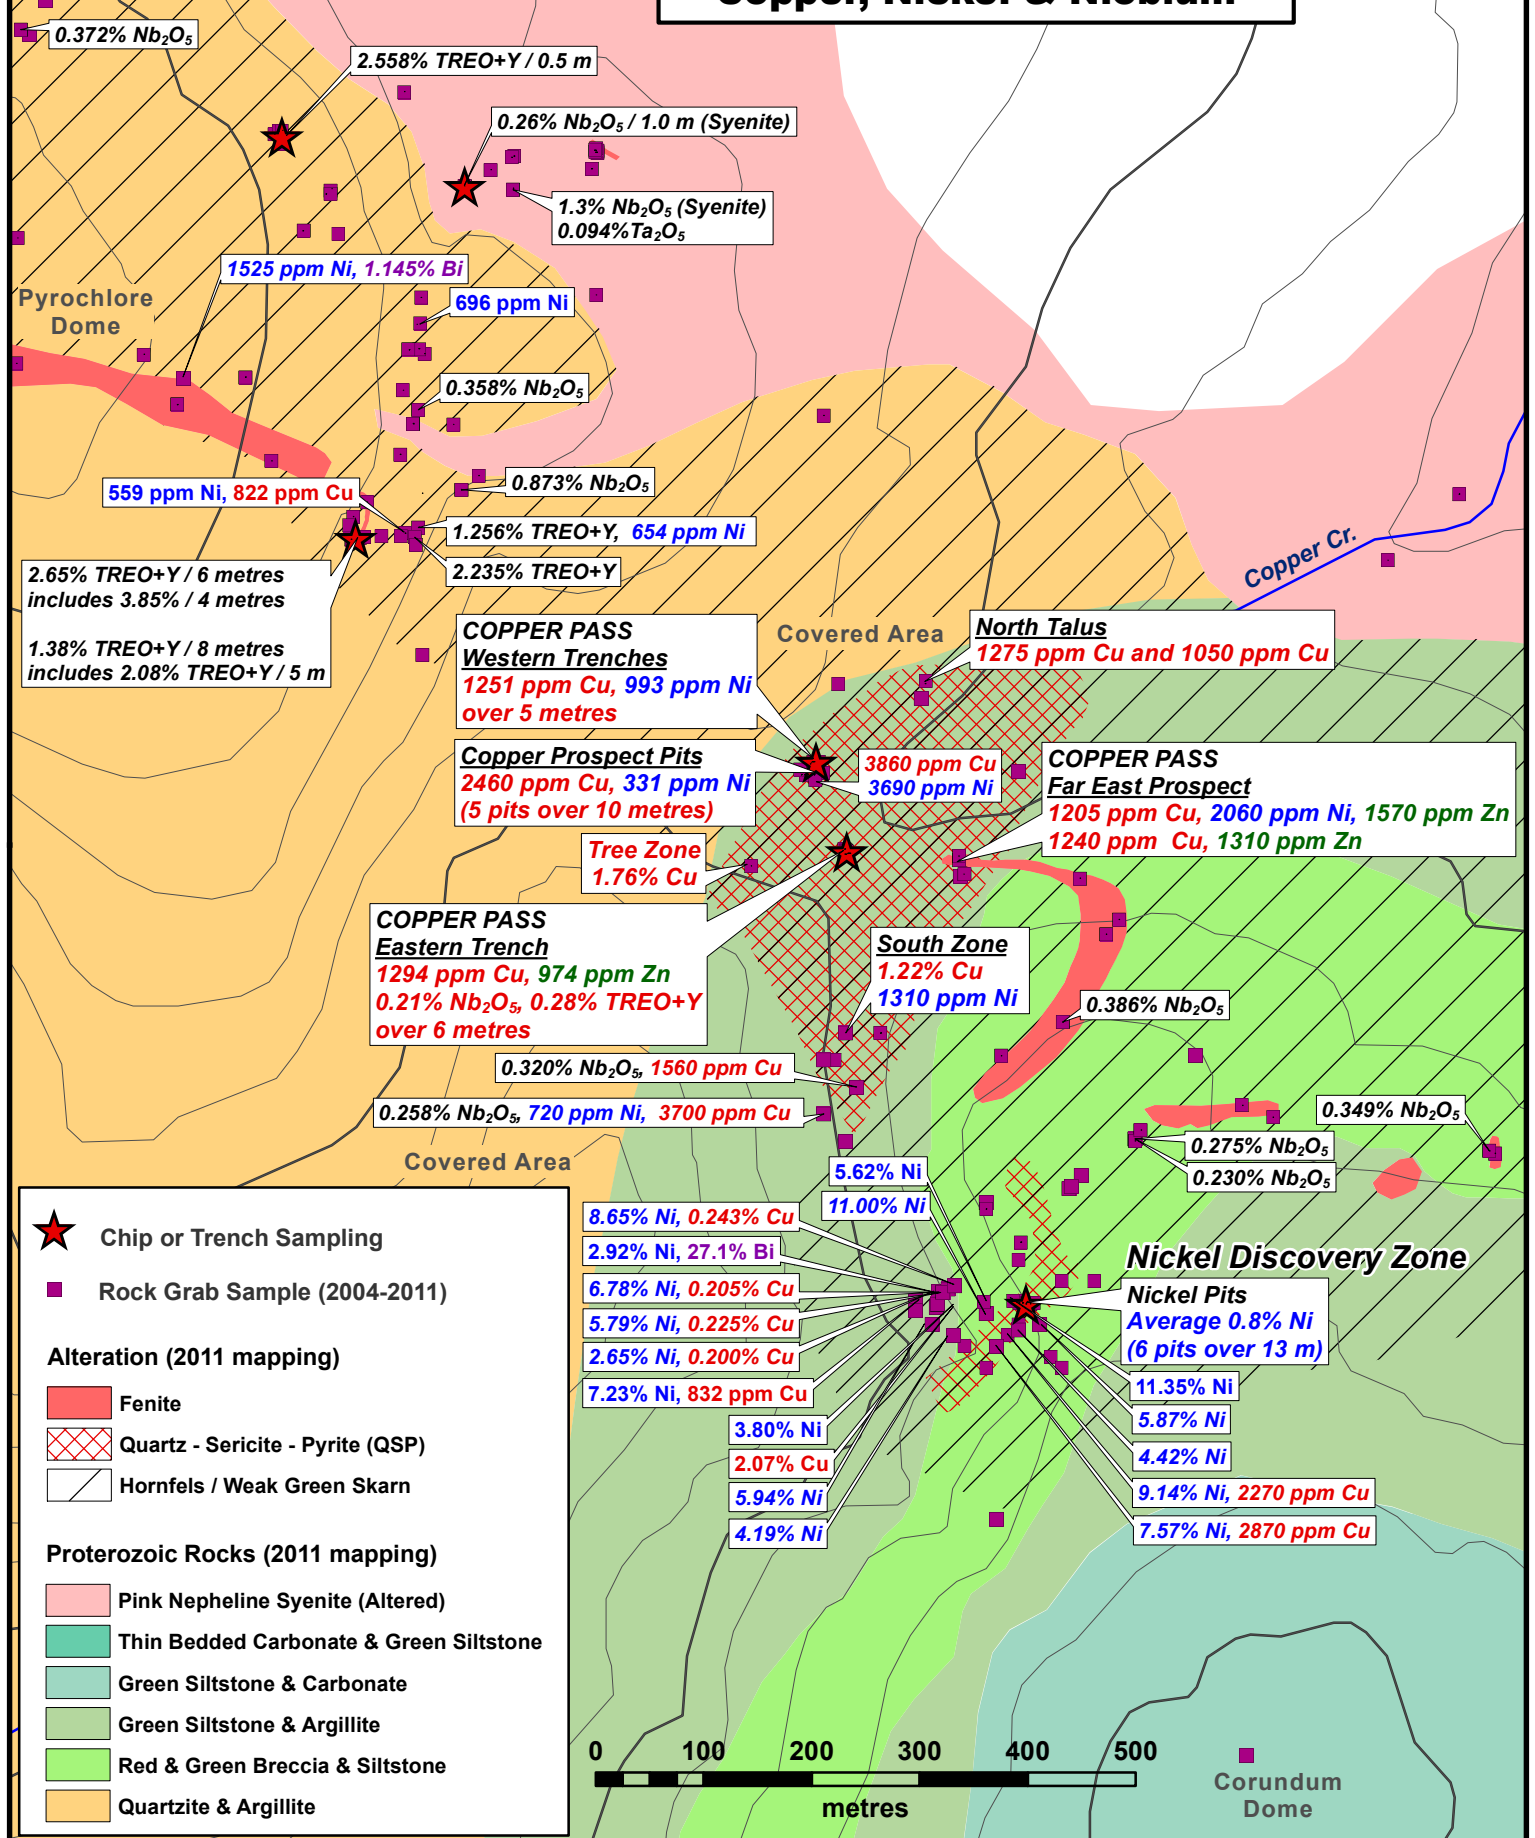 Copper, Nickel & Niobium
0.372% Nb₂O₅
2.558% TREO+Y / 0.5 m
0.26% Nb₂O₅ / 1.0 m (Syenite)
1.3% Nb₂O₅ (Syenite)
0.094%Ta₂O₅
1525 ppm Ni, 1.145% Bi
Pyrochlore
Dome
696 ppm Ni
0.358% Nb₂O₅
0.873% Nb₂O₅
559 ppm Ni, 822 ppm Cu
1.256% TREO+Y, 654 ppm Ni
2.235% TREO+Y
Copper Cr.
2.65% TREO+Y / 6 metres
includes 3.85% / 4 metres
1.38% TREO+Y / 8 metres
includes 2.08% TREO+Y / 5 m
COPPER PASS
Western Trenches
1251 ppm Cu, 993 ppm Ni
over 5 metres
Covered Area
North Talus
1275 ppm Cu and 1050 ppm Cu
Copper Prospect Pits
2460 ppm Cu, 331 ppm Ni
(5 pits over 10 metres)
3860 ppm Cu
3690 ppm Ni
COPPER PASS
Far East Prospect
1205 ppm Cu, 2060 ppm Ni, 1570 ppm Zn
1240 ppm Cu, 1310 ppm Zn
Tree Zone
1.76% Cu
COPPER PASS
Eastern Trench
1294 ppm Cu, 974 ppm Zn
0.21% Nb₂O₅, 0.28% TREO+Y
over 6 metres
South Zone
1.22% Cu
1310 ppm Ni
0.386% Nb₂O₅
0.320% Nb₂O₅, 1560 ppm Cu
0.258% Nb₂O₅, 720 ppm Ni, 3700 ppm Cu
0.349% Nb₂O₅
0.275% Nb₂O₅
0.230% Nb₂O₅
Covered Area
5.62% Ni
11.00% Ni
8.65% Ni, 0.243% Cu
2.92% Ni, 27.1% Bi
6.78% Ni, 0.205% Cu
5.79% Ni, 0.225% Cu
2.65% Ni, 0.200% Cu
7.23% Ni, 832 ppm Cu
3.80% Ni
2.07% Cu
5.94% Ni
4.19% Ni
Nickel Discovery Zone
Nickel Pits
Average 0.8% Ni
(6 pits over 13 m)
11.35% Ni
5.87% Ni
4.42% Ni
9.14% Ni, 2270 ppm Cu
7.57% Ni, 2870 ppm Cu
Chip or Trench Sampling
Rock Grab Sample (2004-2011)
Alteration (2011 mapping)
Fenite
Quartz - Sericite - Pyrite (QSP)
Hornfels / Weak Green Skarn
Proterozoic Rocks (2011 mapping)
Pink Nepheline Syenite (Altered)
Thin Bedded Carbonate & Green Siltstone
Green Siltstone & Carbonate
Green Siltstone & Argillite
Red & Green Breccia & Siltstone
Quartzite & Argillite
0 100 200 300 400 500
metres
Corundum
Dome